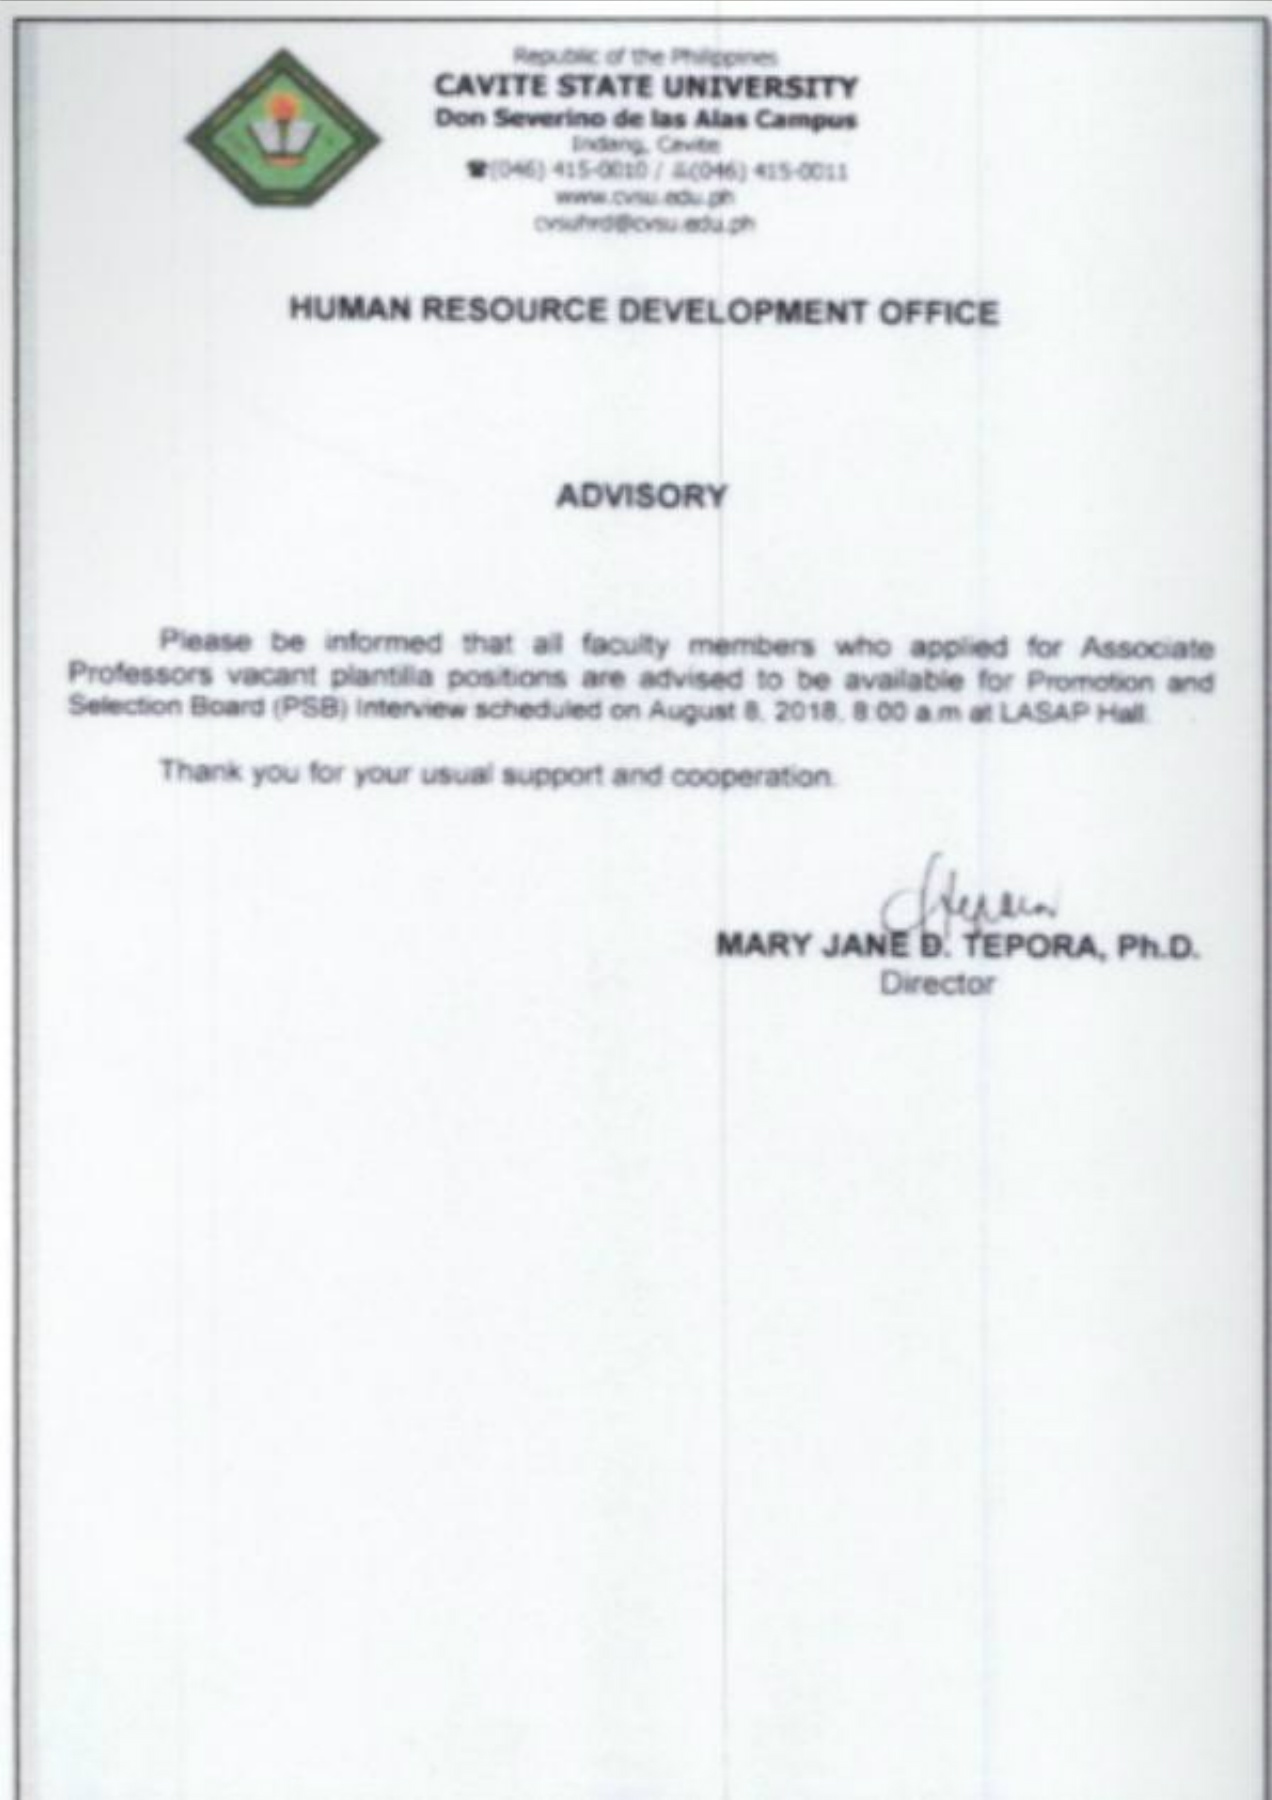 Republic of the Philippines
CAVITE STATE UNIVERSITY
Don Severino de las Alas Campus
Indang, Cavite
☎(046) 415-0010 / (046) 415-0011
www.cvsu.edu.ph
cvsuhrd@cvsu.edu.ph
HUMAN RESOURCE DEVELOPMENT OFFICE
ADVISORY
Please be informed that all faculty members who applied for Associate
Professors vacant plantilla positions are advised to be available for Promotion and
Selection Board (PSB) Interview scheduled on August 8, 2018, 8:00 a.m at LASAP Hall.
Thank you for your usual support and cooperation.
MARY JANE D. TEPORA, Ph.D.
Director